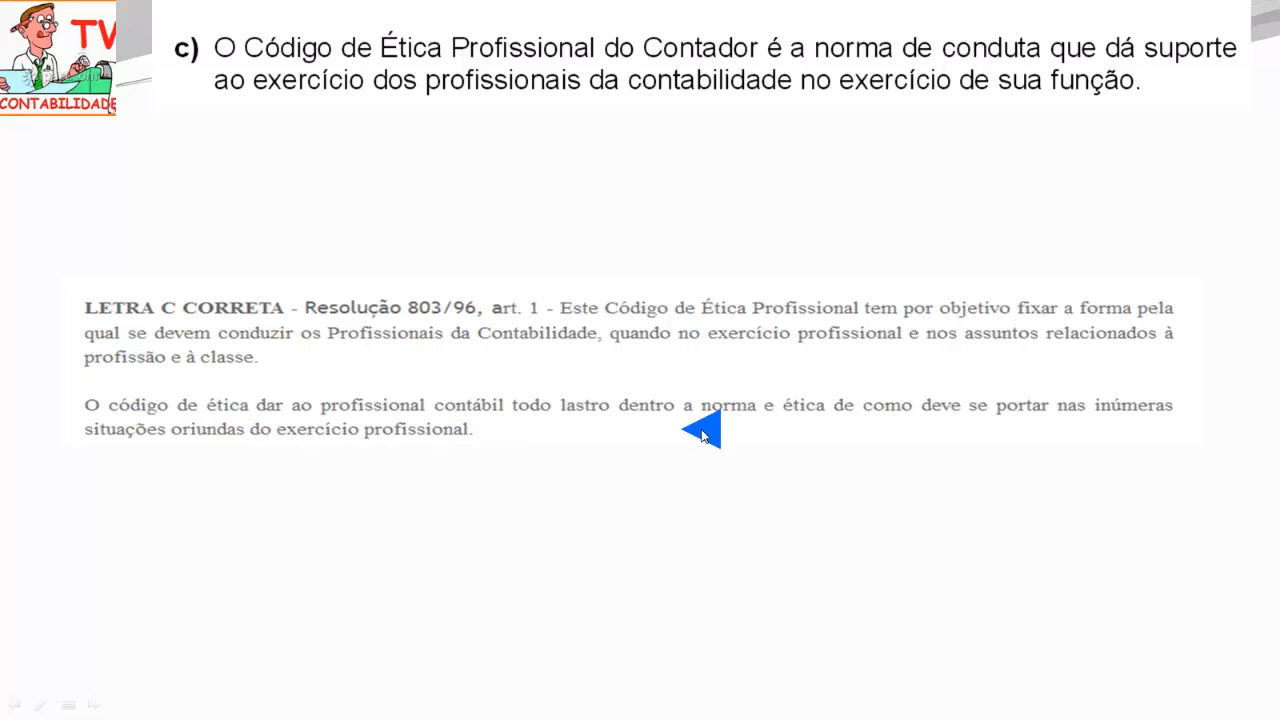 TV
CONTABILIDADE
c) O Código de Ética Profissional do Contador é a norma de conduta que dá suporte
ao exercício dos profissionais da contabilidade no exercício de sua função.
LETRA C CORRETA - Resolução 803/96, art. 1 - Este Código de Ética Profissional tem por objetivo fixar a forma pela
qual se devem conduzir os Profissionais da Contabilidade, quando no exercício profissional e nos assuntos relacionados à
profissão e à classe.
O código de ética dar ao profissional contábil todo lastro dentro a norma e ética de como deve se portar nas inúmeras
situações oriundas do exercício profissional.